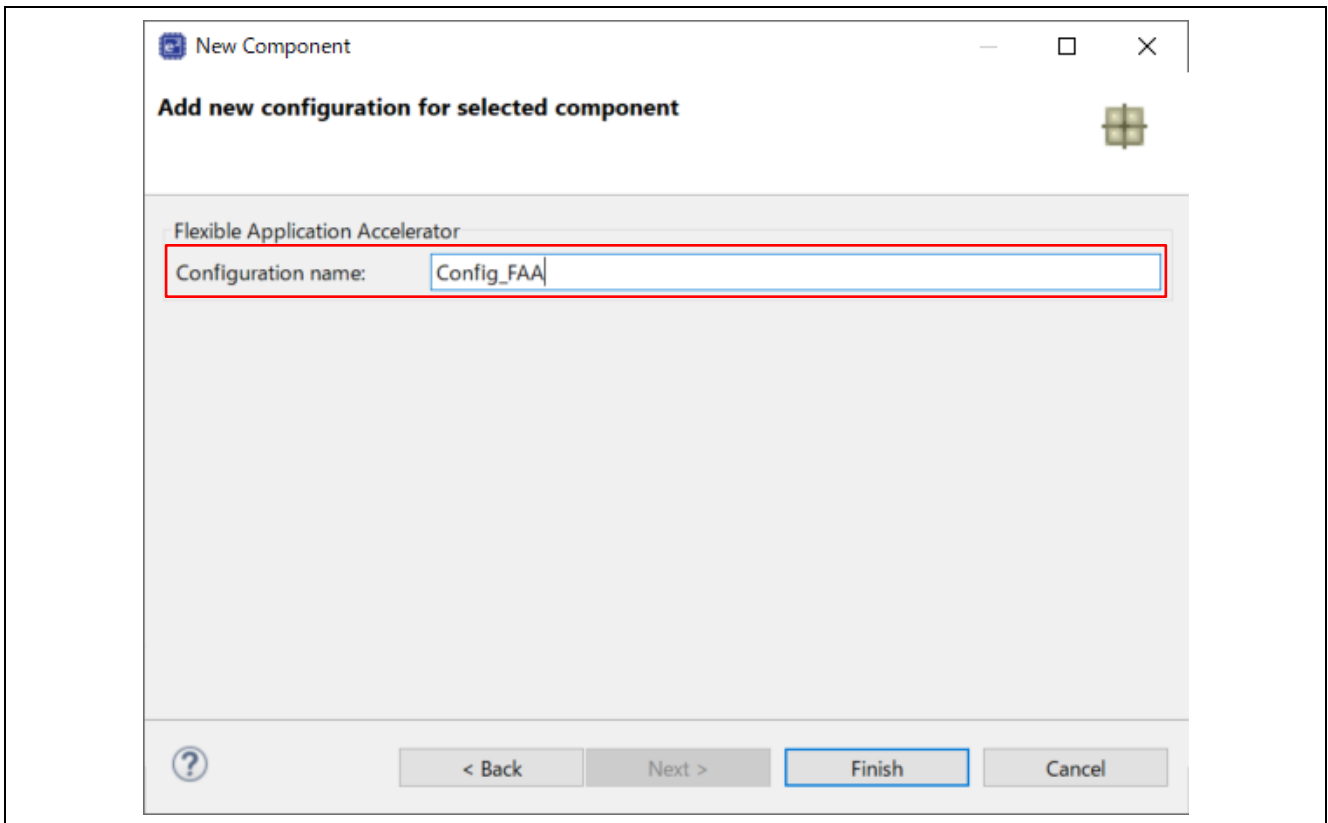 New Component
Add new configuration for selected component
Flexible Application Accelerator
Configuration name: Config_FAA
< Back Next > Finish Cancel